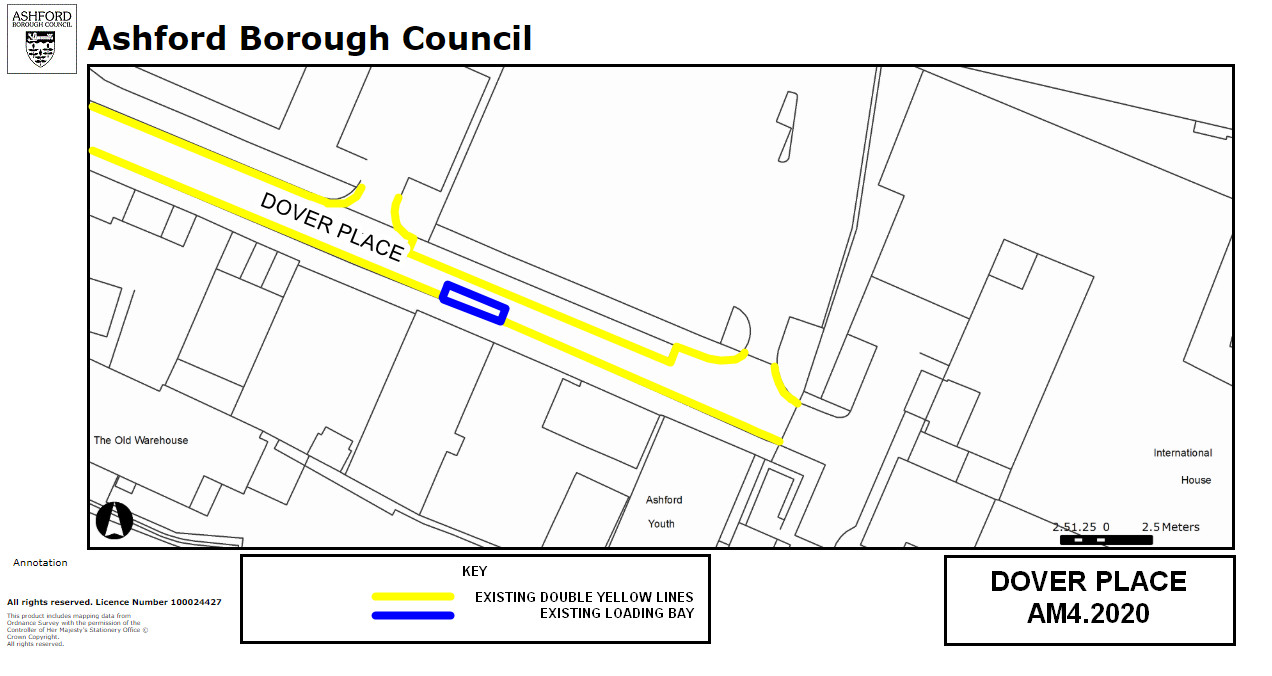 ASHFORD
BOROUGH COUNCIL
Ashford Borough Council
DOVER PLACE
The Old Warehouse
International
House
Ashford
Youth
2.51.25 0 2.5 Meters
Annotation
All rights reserved. Licence Number 100024427
This product includes mapping data from
Ordnance Survey with the permission of the
Controller of Her Majesty's Stationery Office ©
Crown Copyright.
All rights reserved.
KEY
EXISTING DOUBLE YELLOW LINES
EXISTING LOADING BAY
DOVER PLACE
AM4.2020